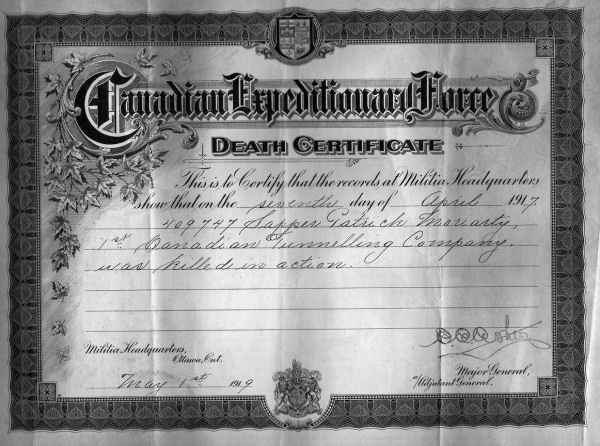 Canadian Expeditionary Force
Death Certificate
This is to Certify that the records at Militia Headquarters
show that on the seventh day of April 1917.
409747 Sapper Patrick Moriarty,
1st Canadian Tunnelling Company,
was killed in action.
Militia Headquarters,
Ottawa, Ont.
May 1st 1919
Major General,
Adjutant General.